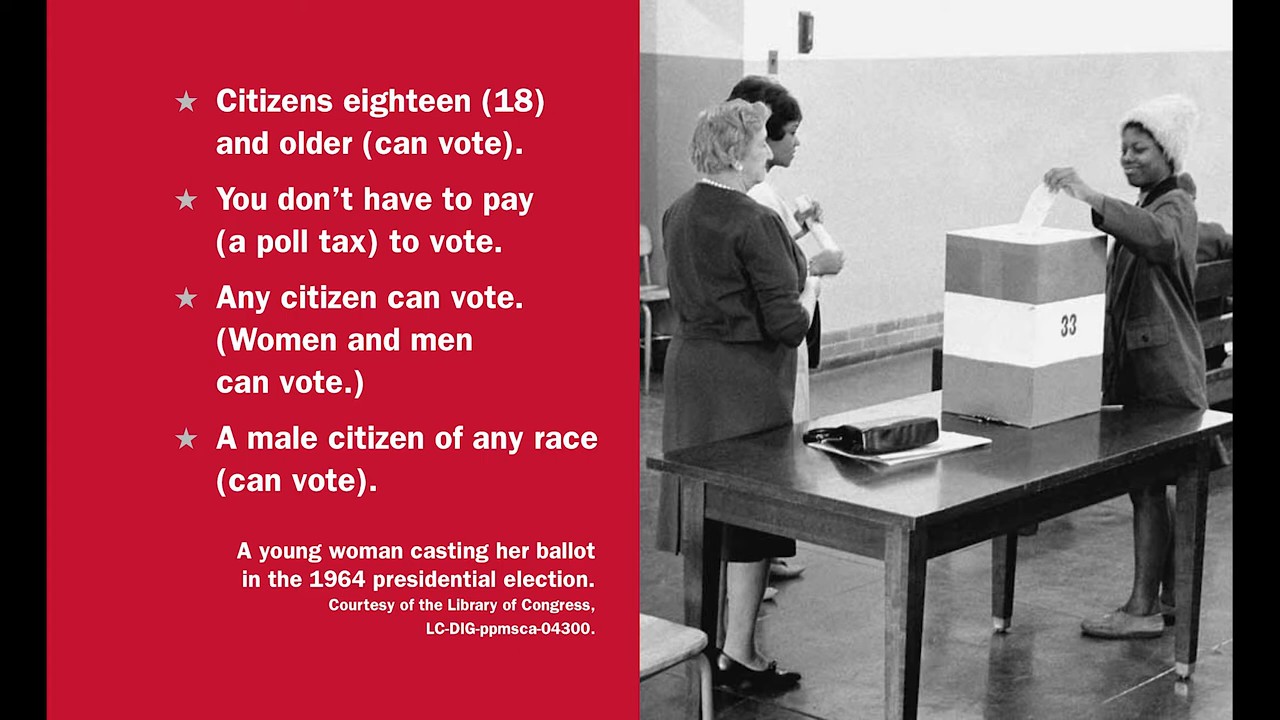 ★ Citizens eighteen (18)
and older (can vote).
★ You don’t have to pay
(a poll tax) to vote.
★ Any citizen can vote.
(Women and men
can vote.)
★ A male citizen of any race
(can vote).
A young woman casting her ballot
in the 1964 presidential election.
Courtesy of the Library of Congress,
LC-DIG-ppmsca-04300.
33